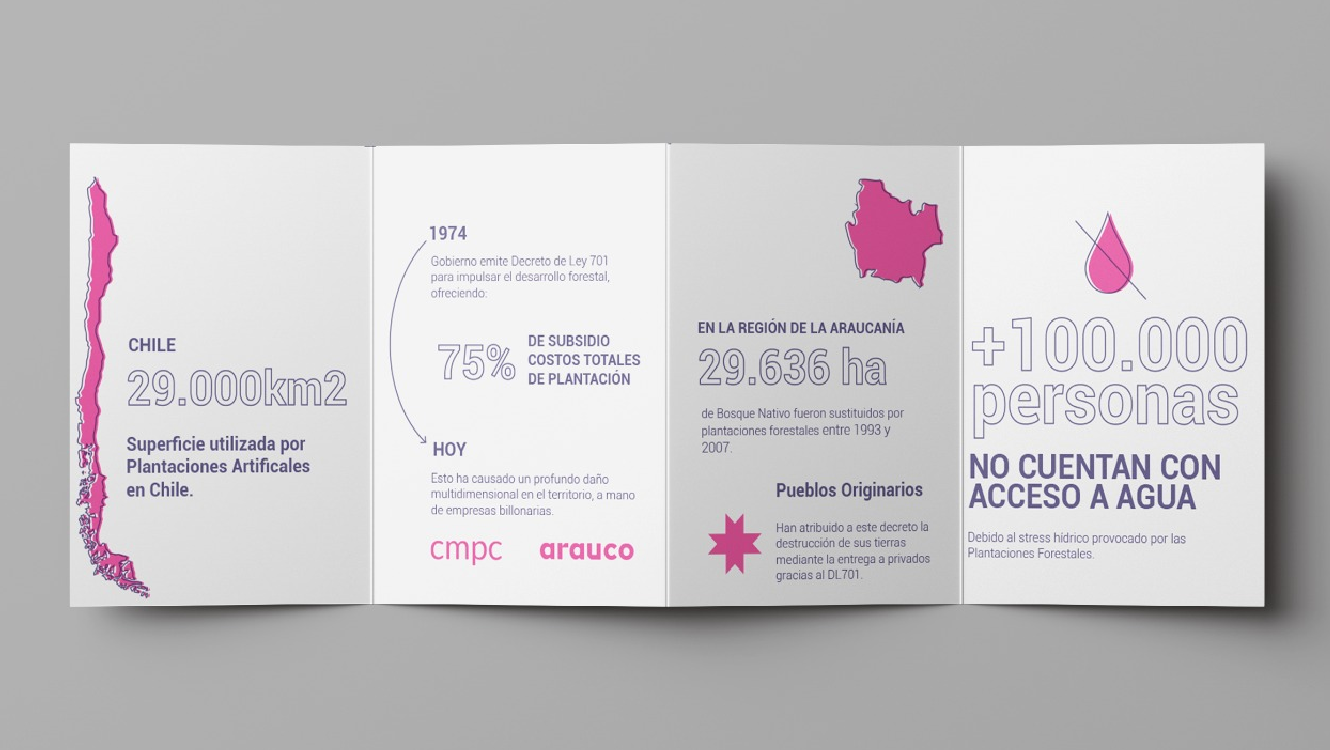 CHILE
29.000km2
Superficie utilizada por
Plantaciones Artificales
en Chile.
1974
Gobierno emite Decreto de Ley 701
para impulsar el desarrollo forestal,
ofreciendo:
75%
DE SUBSIDIO
COSTOS TOTALES
DE PLANTACIÓN
HOY
Esto ha causado un profundo daño
multidimensional en el territorio, a mano
de empresas billonarias.
cmpc arauco
EN LA REGIÓN DE LA ARAUCANÍA
29.636 ha
de Bosque Nativo fueron sustituidos por
plantaciones forestales entre 1993 y
2007.
Pueblos Originarios
Han atribuido a este decreto la
destrucción de sus tierras
mediante la entrega a privados
gracias al DL701.
+100.000
personas
NO CUENTAN CON
ACCESO A AGUA
Debido al stress hídrico provocado por las
Plantaciones Forestales.